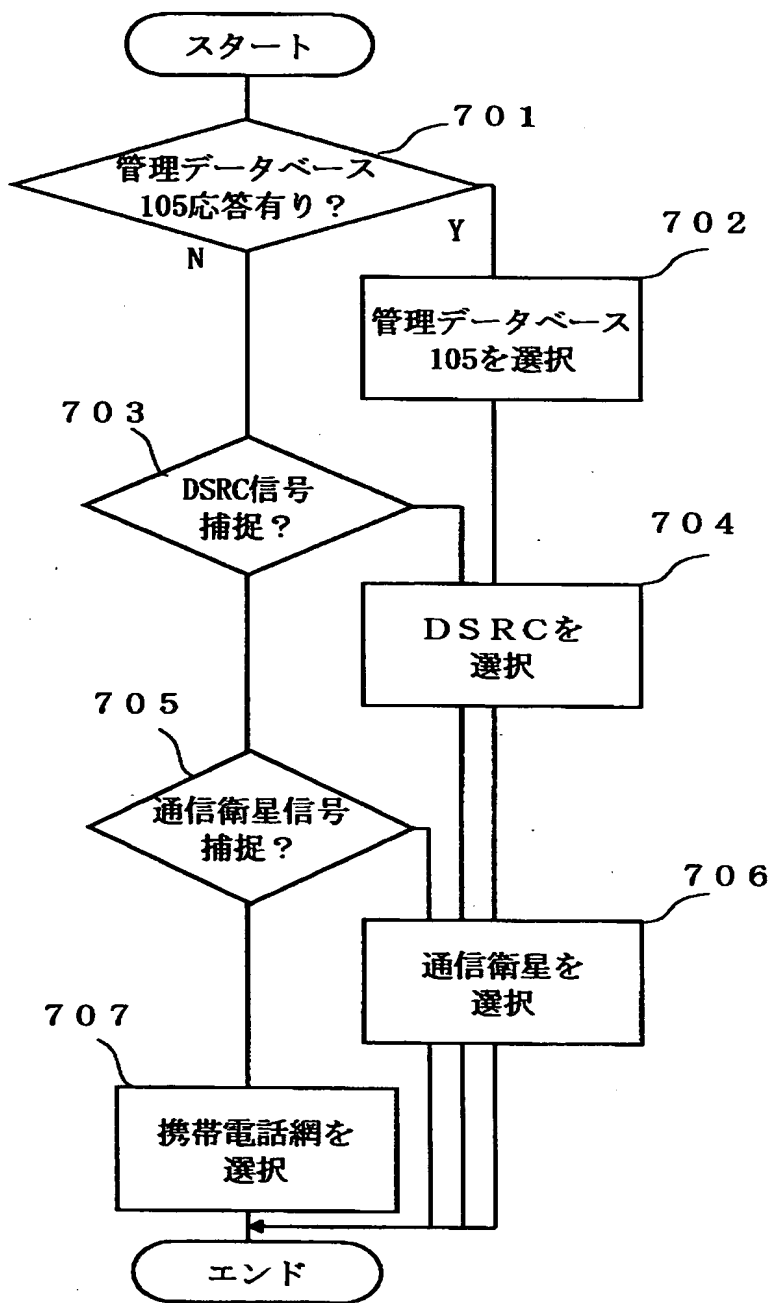 スタート
701
管理データベース
105応答有り？
N
Y
702
管理データベース
105を選択
703
DSRC信号
捕捉？
704
DSRCを
選択
705
通信衛星信号
捕捉？
706
通信衛星を
選択
707
携帯電話網を
選択
エンド